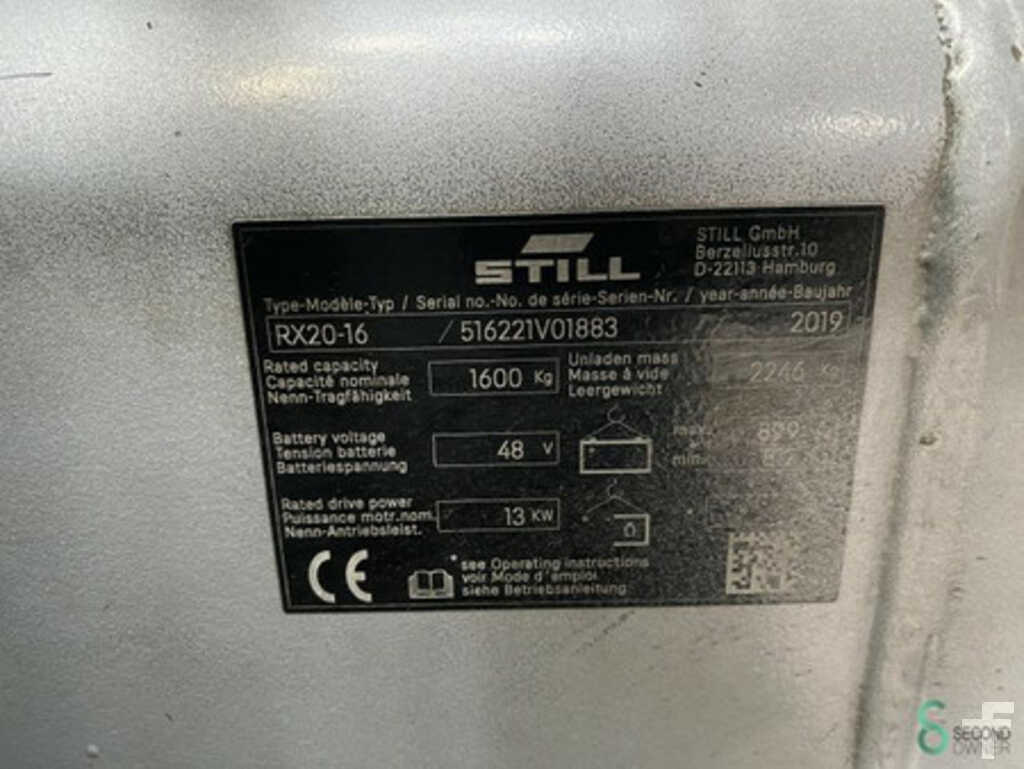 STILL
STILL GmbH
Berzeliusstr.10
D-22113 Hamburg
Type-Modèle-Typ / Serial no.-No. de série-Serien-Nr. / year-année-Baujahr
RX20-16 / 516221V01883 2019
Rated capacity
Capacité nominale
Nenn-Tragfähigkeit
1600 Kg
Unladen mass
Masse à vide
Leergewicht
2246 Kg
Battery voltage
Tension batterie
Batteriespannung
48 V
max.
min.
Rated drive power
Puissance motr.nom.
Nenn-Antriebsleist.
13 KW
0
CE
*see Operating instructions
voir Mode d'emploi
siehe Betriebsanleitung
SECOND
OWNER